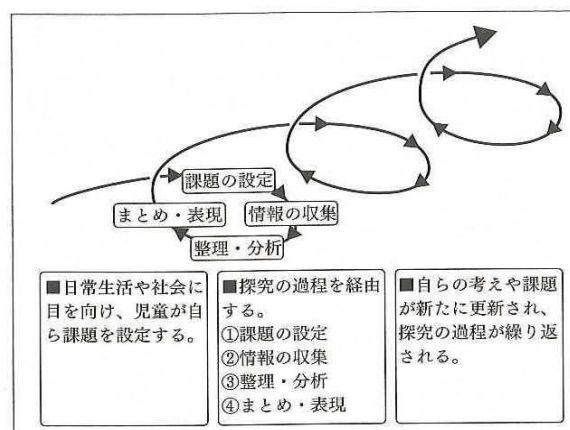 課題の設定
まとめ・表現
情報の収集
整理・分析
■日常生活や社会に
目を向け、児童が自
ら課題を設定する。
■探究の過程を経由
する。
①課題の設定
②情報の収集
③整理・分析
④まとめ・表現
■自らの考えや課題
が新たに更新され、
探究の過程が繰り返
される。